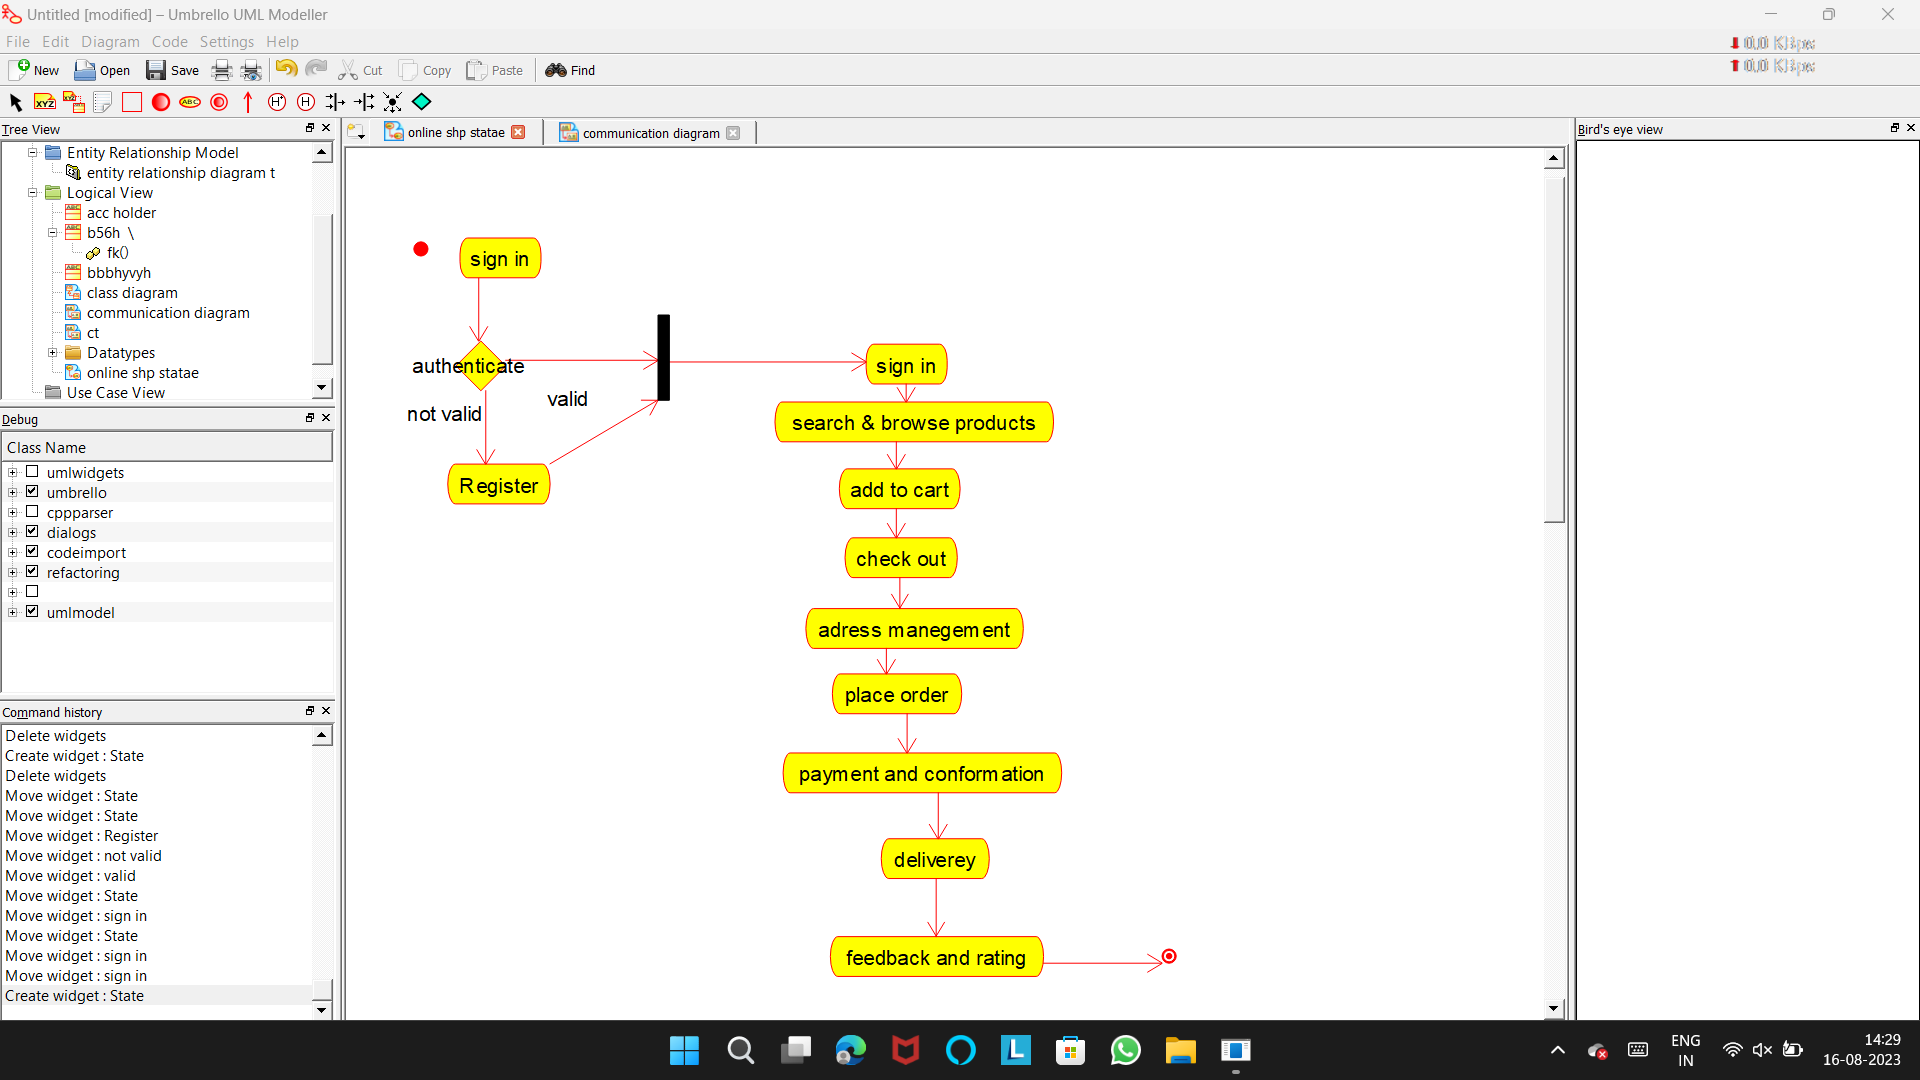 Untitled [modified] – Umbrello UML Modeller
File Edit Diagram Code Settings Help
New Open Save Cut Copy Paste Find
Tree View
Entity Relationship Model
entity relationship diagram t
Logical View
acc holder
b56h \
fk()
bbbhyvyh
class diagram
communication diagram
ct
Datatypes
online shp statae
Use Case View
Debug
Class Name
umlwidgets
umbrello
cppparser
dialogs
codeimport
refactoring
umlmodel
Command history
Delete widgets
Create widget : State
Delete widgets
Move widget : State
Move widget : State
Move widget : Register
Move widget : not valid
Move widget : valid
Move widget : State
Move widget : sign in
Move widget : State
Move widget : sign in
Move widget : sign in
Create widget : State
online shp statae
communication diagram
sign in
authenticate
not valid
valid
Register
sign in
search & browse products
add to cart
check out
adress manegement
place order
payment and conformation
deliverey
feedback and rating
Bird's eye view
ENG
IN
14:29
16-08-2023